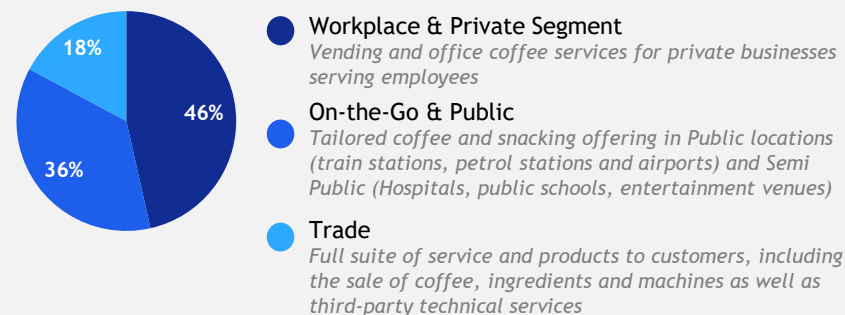 18%
46%
36%
Workplace & Private Segment
Vending and office coffee services for private businesses
serving employees
On-the-Go & Public
Tailored coffee and snacking offering in Public locations
(train stations, petrol stations and airports) and Semi
Public (Hospitals, public schools, entertainment venues)
Trade
Full suite of service and products to customers, including
the sale of coffee, ingredients and machines as well as
third-party technical services